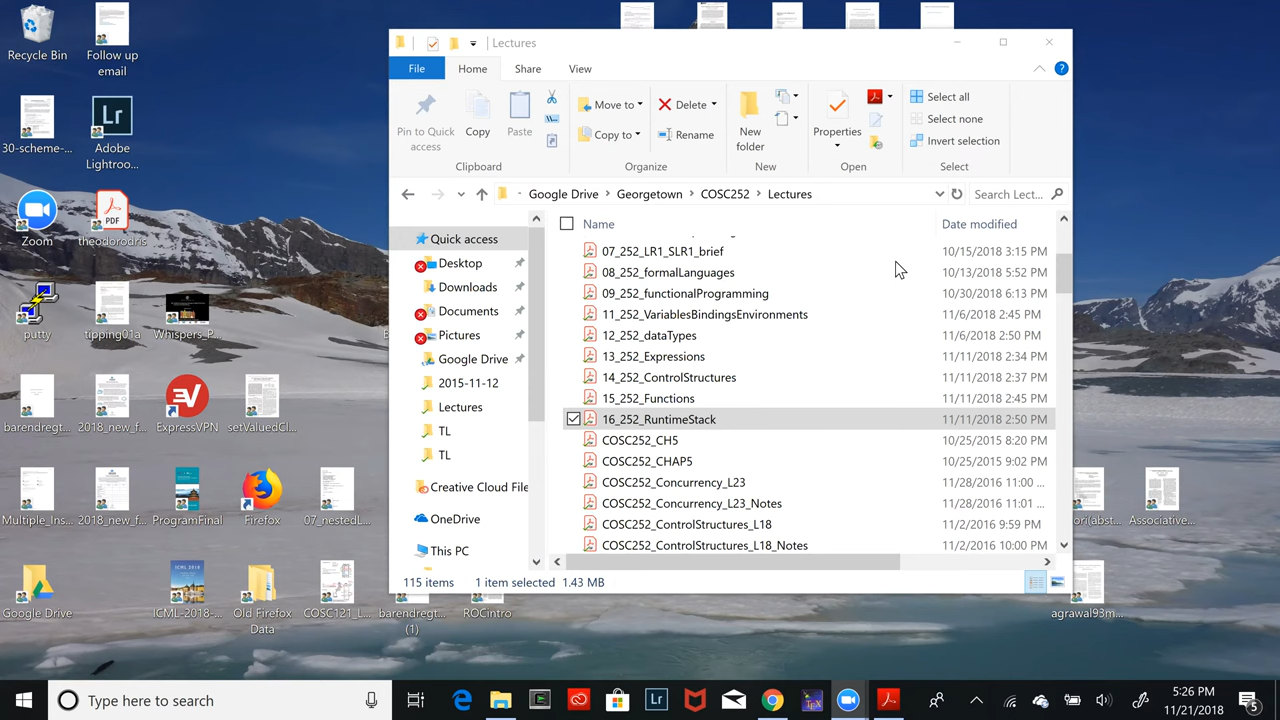 Lectures
File
Home
Share
View
Pin to Quick access
Copy
Paste
Clipboard
Move to
Copy to
Delete
Rename
Organize
New folder
New
Properties
Open
Select all
Select none
Invert selection
Select
Google Drive
Georgetown
COSC252
Lectures
Search Lect...
Quick access
Desktop
Downloads
Documents
Pictures
Google Drive
2015-11-12
Lectures
TL
TL
Creative Cloud File
OneDrive
This PC
Name Date modified
07_252_LR1_SLR1_brief 10/15/2018 3:15 PM
08_252_formalLanguages 10/13/2018 5:52 PM
09_252_functionalProgramming 10/30/2018 6:13 PM
11_252_VariablesBindingsEnvironments 11/6/2018 2:45 PM
12_252_dataTypes 11/6/2018 2:50 PM
13_252_Expressions 11/11/2018 2:34 PM
14_252_ControlStructures 11/11/2018 2:37 PM
15_252_Functions 11/11/2018 2:45 PM
16_252_RuntimeStack 11/11/2018 2:50 PM
COSC252_CH5 10/25/2015 8:20 PM
COSC252_CHAP5 10/25/2015 9:02 PM
COSC252_Concurrency_L23 11/28/2016 11:00 ...
COSC252_Concurrency_L23_Notes 11/28/2016 11:01 ...
COSC252_ControlStructures_L18 11/2/2016 9:59 PM
COSC252_ControlStructures_L18_Notes 11/2/2016 10:00 PM
115 items 1 item selected 1.43 MB
Recycle Bin
Follow up
email
30-scheme-...
Lr
Adobe
Lightroo...
Zoom
PDF
theodorodris
putty
tipping01a
Whispers_P...
barendregt...
2018_new_f...
ExpressVPN
setValuedCl...
Multiple_Ins...
2018_new_f...
ProgramFinal
Firefox
07_nestedL...
Google Drive
ICML-2018-...
Old Firefox
Data
COSC121_L...
barendregt...
(1)
ROCintro
ori(abst...
Associative...
agrawal93m...
Type here to search
Lr
5:26 PM
11/21/2018